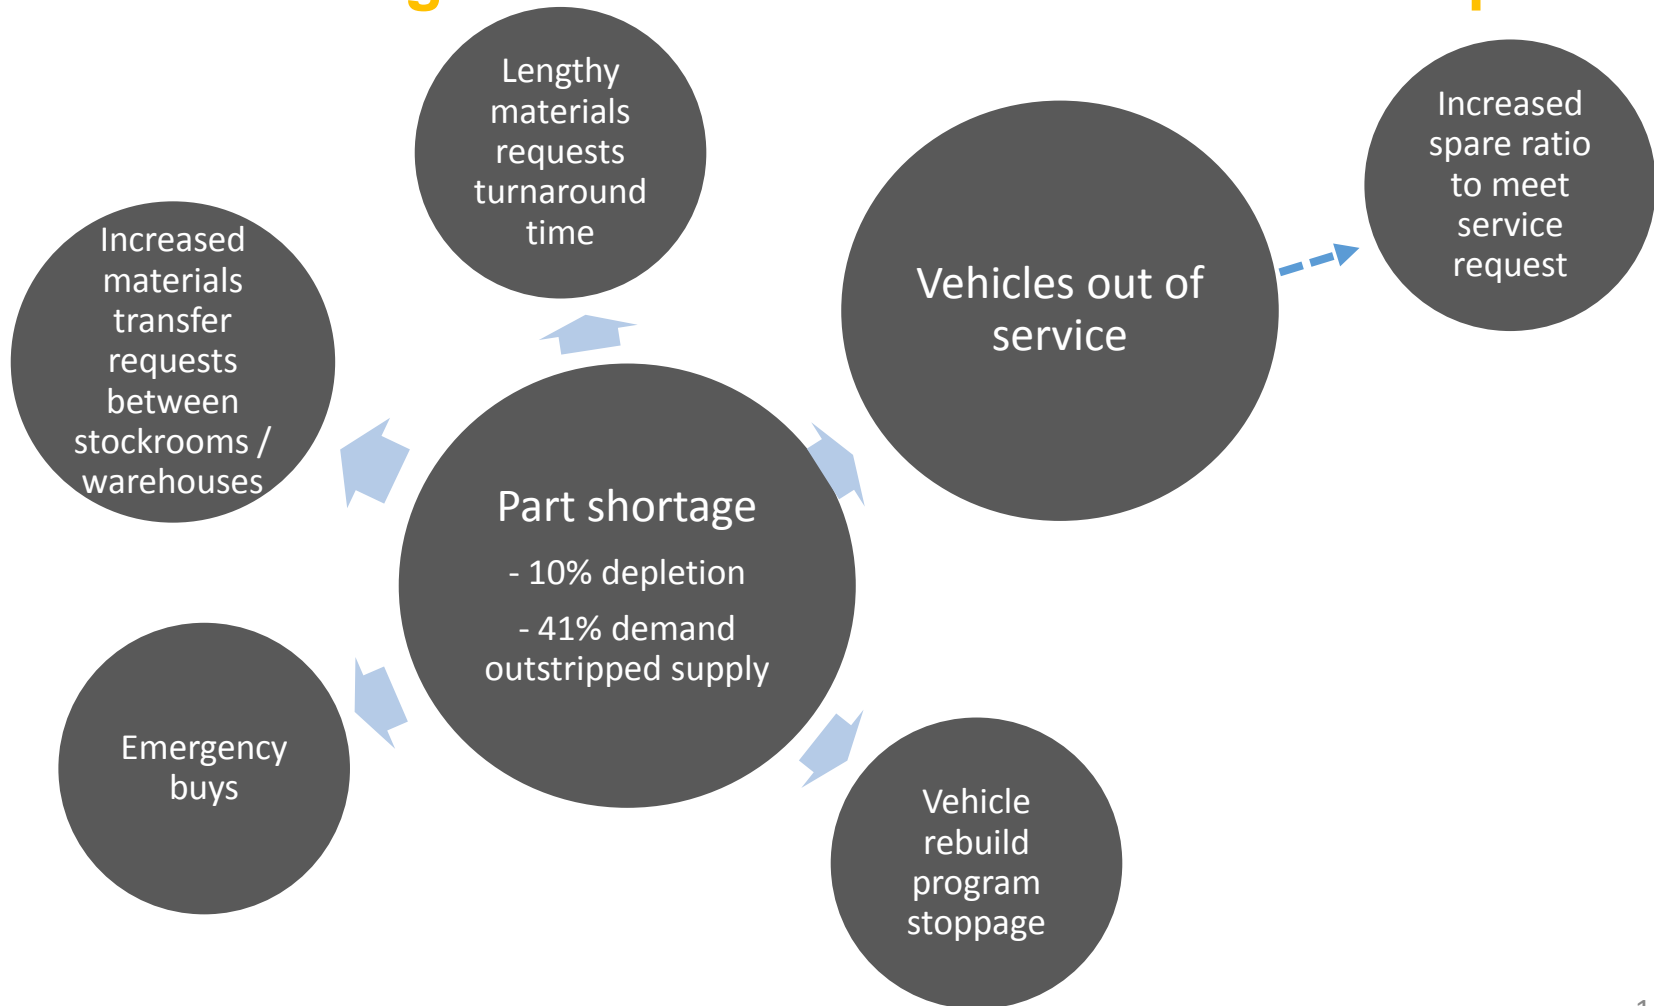 Lengthy
materials
requests
turnaround
time
Increased
spare ratio
to meet
service
request
Increased
materials
transfer
requests
between
stockrooms /
warehouses
Vehicles out of
service
Part shortage
- 10% depletion
- 41% demand
outstripped supply
Emergency
buys
Vehicle
rebuild
program
stoppage